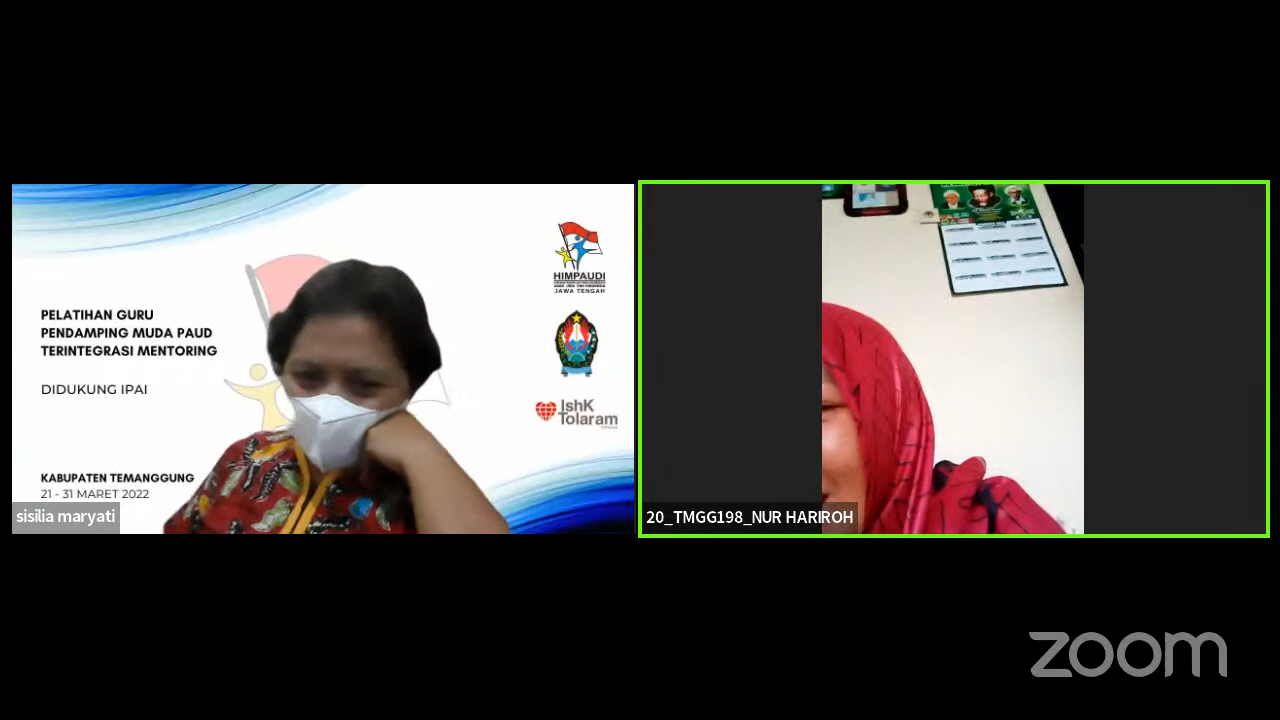 PELATIHAN GURU
PENDAMPING MUDA PAUD
TERINTEGRASI MENTORING
DIDUKUNG IPAI
KABUPATEN TEMANGGUNG
21 - 31 MARET 2022
sisilia maryati
HIMPAUDI
JAWA TENGAH
IshK
Tolaram
20_TMGG198_NUR HARIROH
zoom